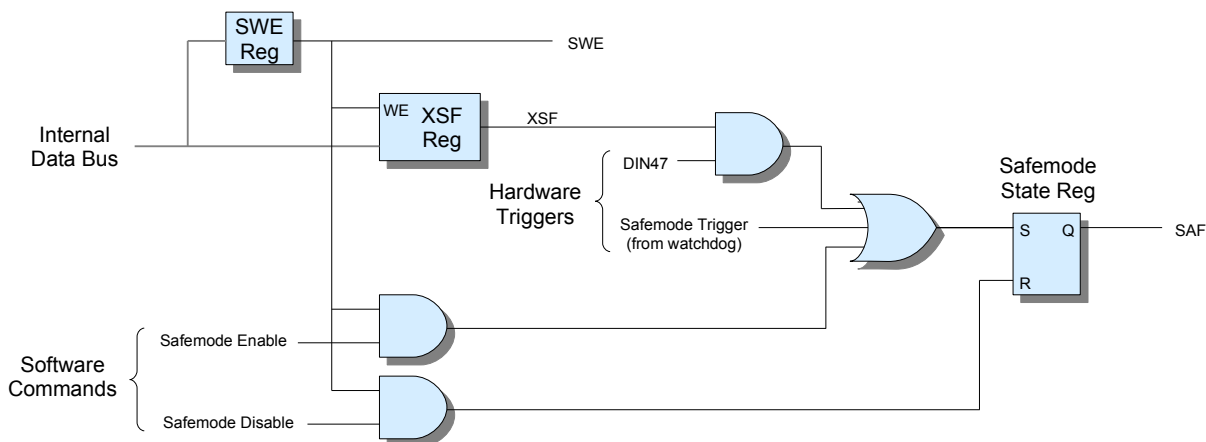 SWE
Reg
SWE
WE
XSF
Reg
XSF
Internal
Data Bus
DIN47
Hardware
Triggers
Safemode Trigger
(from watchdog)
Safemode
State Reg
S
Q
R
SAF
Safemode Enable
Software
Commands
Safemode Disable